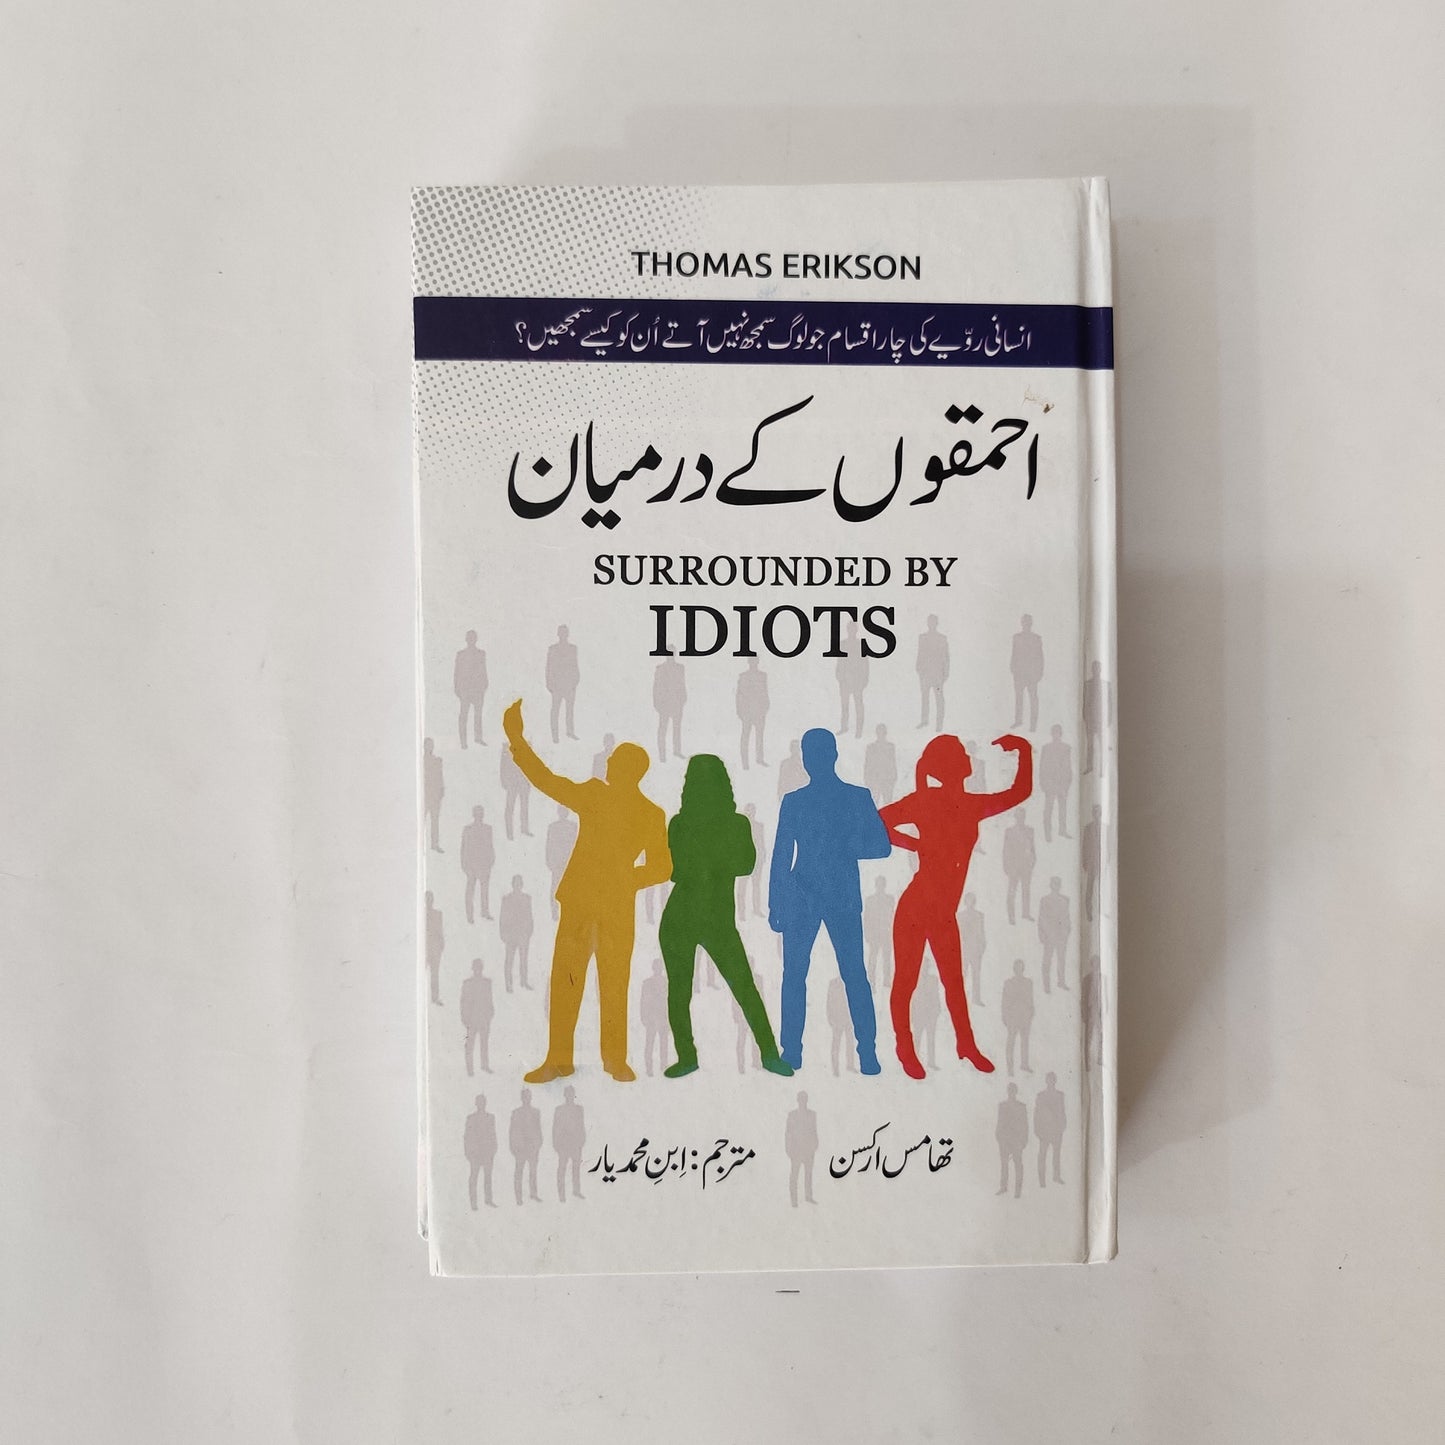 THOMAS ERIKSON
انسانی روّیے کی چار اقسام جو لوگ سمجھ نہیں آتے اُن کو کیسے سمجھیں؟
احمقوں کے درمیان
SURROUNDED BY
IDIOTS
تھامس ارکسن مترجم: اِبنِ محمد یار